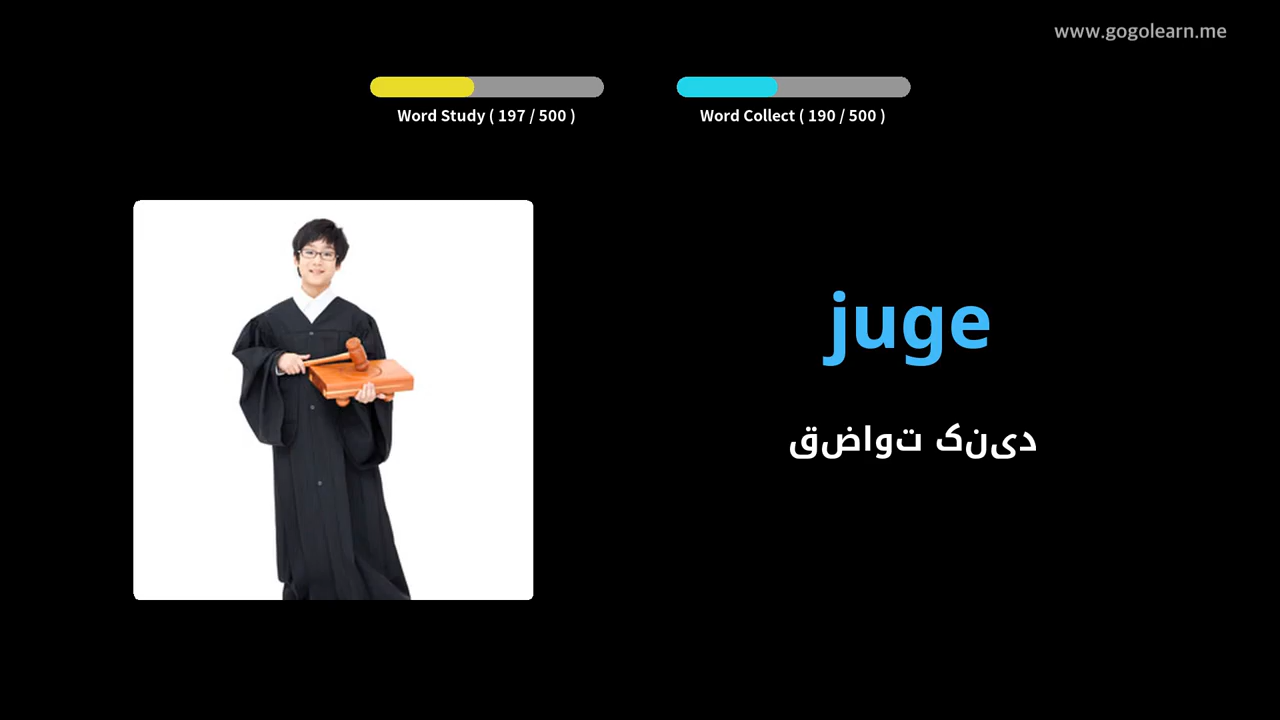 www.gogolearn.me
Word Study ( 197 / 500 )
Word Collect ( 190 / 500 )
juge
قضاوت کنید